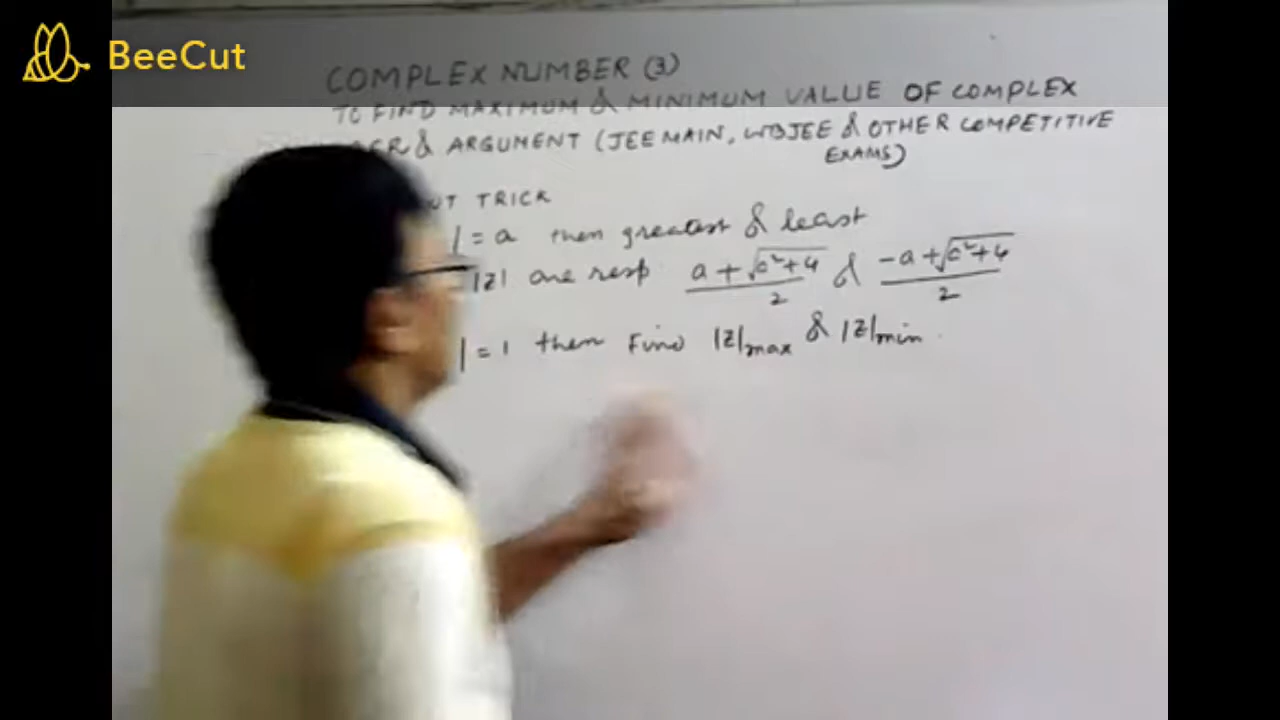 BeeCut
COMPLEX NUMBER (3)
TO FIND MAXIMUM & MINIMUM VALUE OF COMPLEX
& ARGUMENT (JEE MAIN, WBJEE & OTHER COMPETITIVE
EXAMS)
TRICK
| = a then greatest & least
|z| are resp. a + √a²+4 / 2 & -a + √a²+4 / 2
| = 1 then Find |z|max & |z|min.